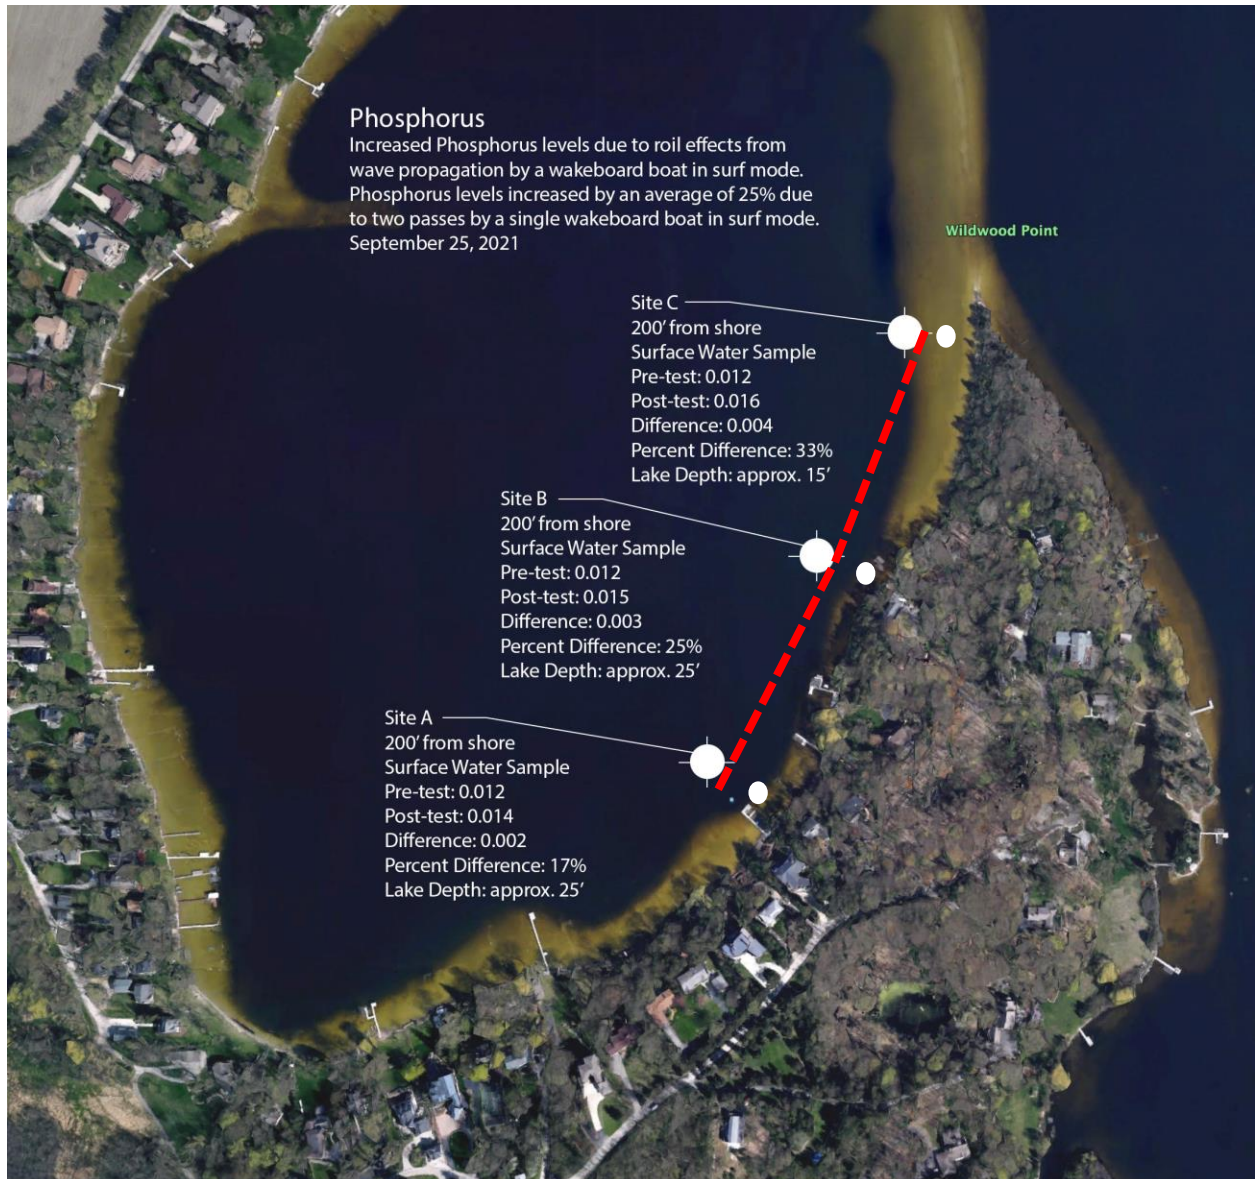 Phosphorus
Increased Phosphorus levels due to roil effects from
wave propagation by a wakeboard boat in surf mode.
Phosphorus levels increased by an average of 25% due
to two passes by a single wakeboard boat in surf mode.
September 25, 2021
Wildwood Point
Site C
200' from shore
Surface Water Sample
Pre-test: 0.012
Post-test: 0.016
Difference: 0.004
Percent Difference: 33%
Lake Depth: approx. 15'
Site B
200' from shore
Surface Water Sample
Pre-test: 0.012
Post-test: 0.015
Difference: 0.003
Percent Difference: 25%
Lake Depth: approx. 25'
Site A
200' from shore
Surface Water Sample
Pre-test: 0.012
Post-test: 0.014
Difference: 0.002
Percent Difference: 17%
Lake Depth: approx. 25'